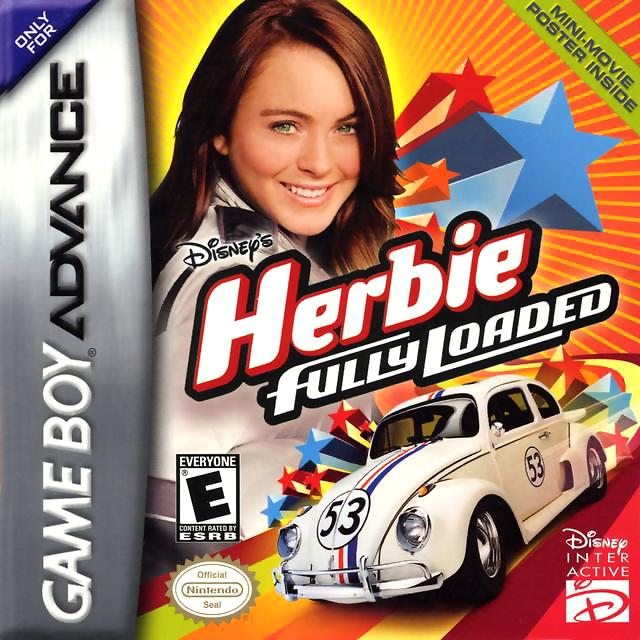 ONLY
FOR
GAME BOY ADVANCE
MINI-MOVIE
POSTER INSIDE
DISNEY'S
Herbie
FULLY LOADED
53
53
EVERYONE
E
CONTENT RATED BY
ESRB
Official
Nintendo
Seal
Disney
INTER
ACTIVE
D